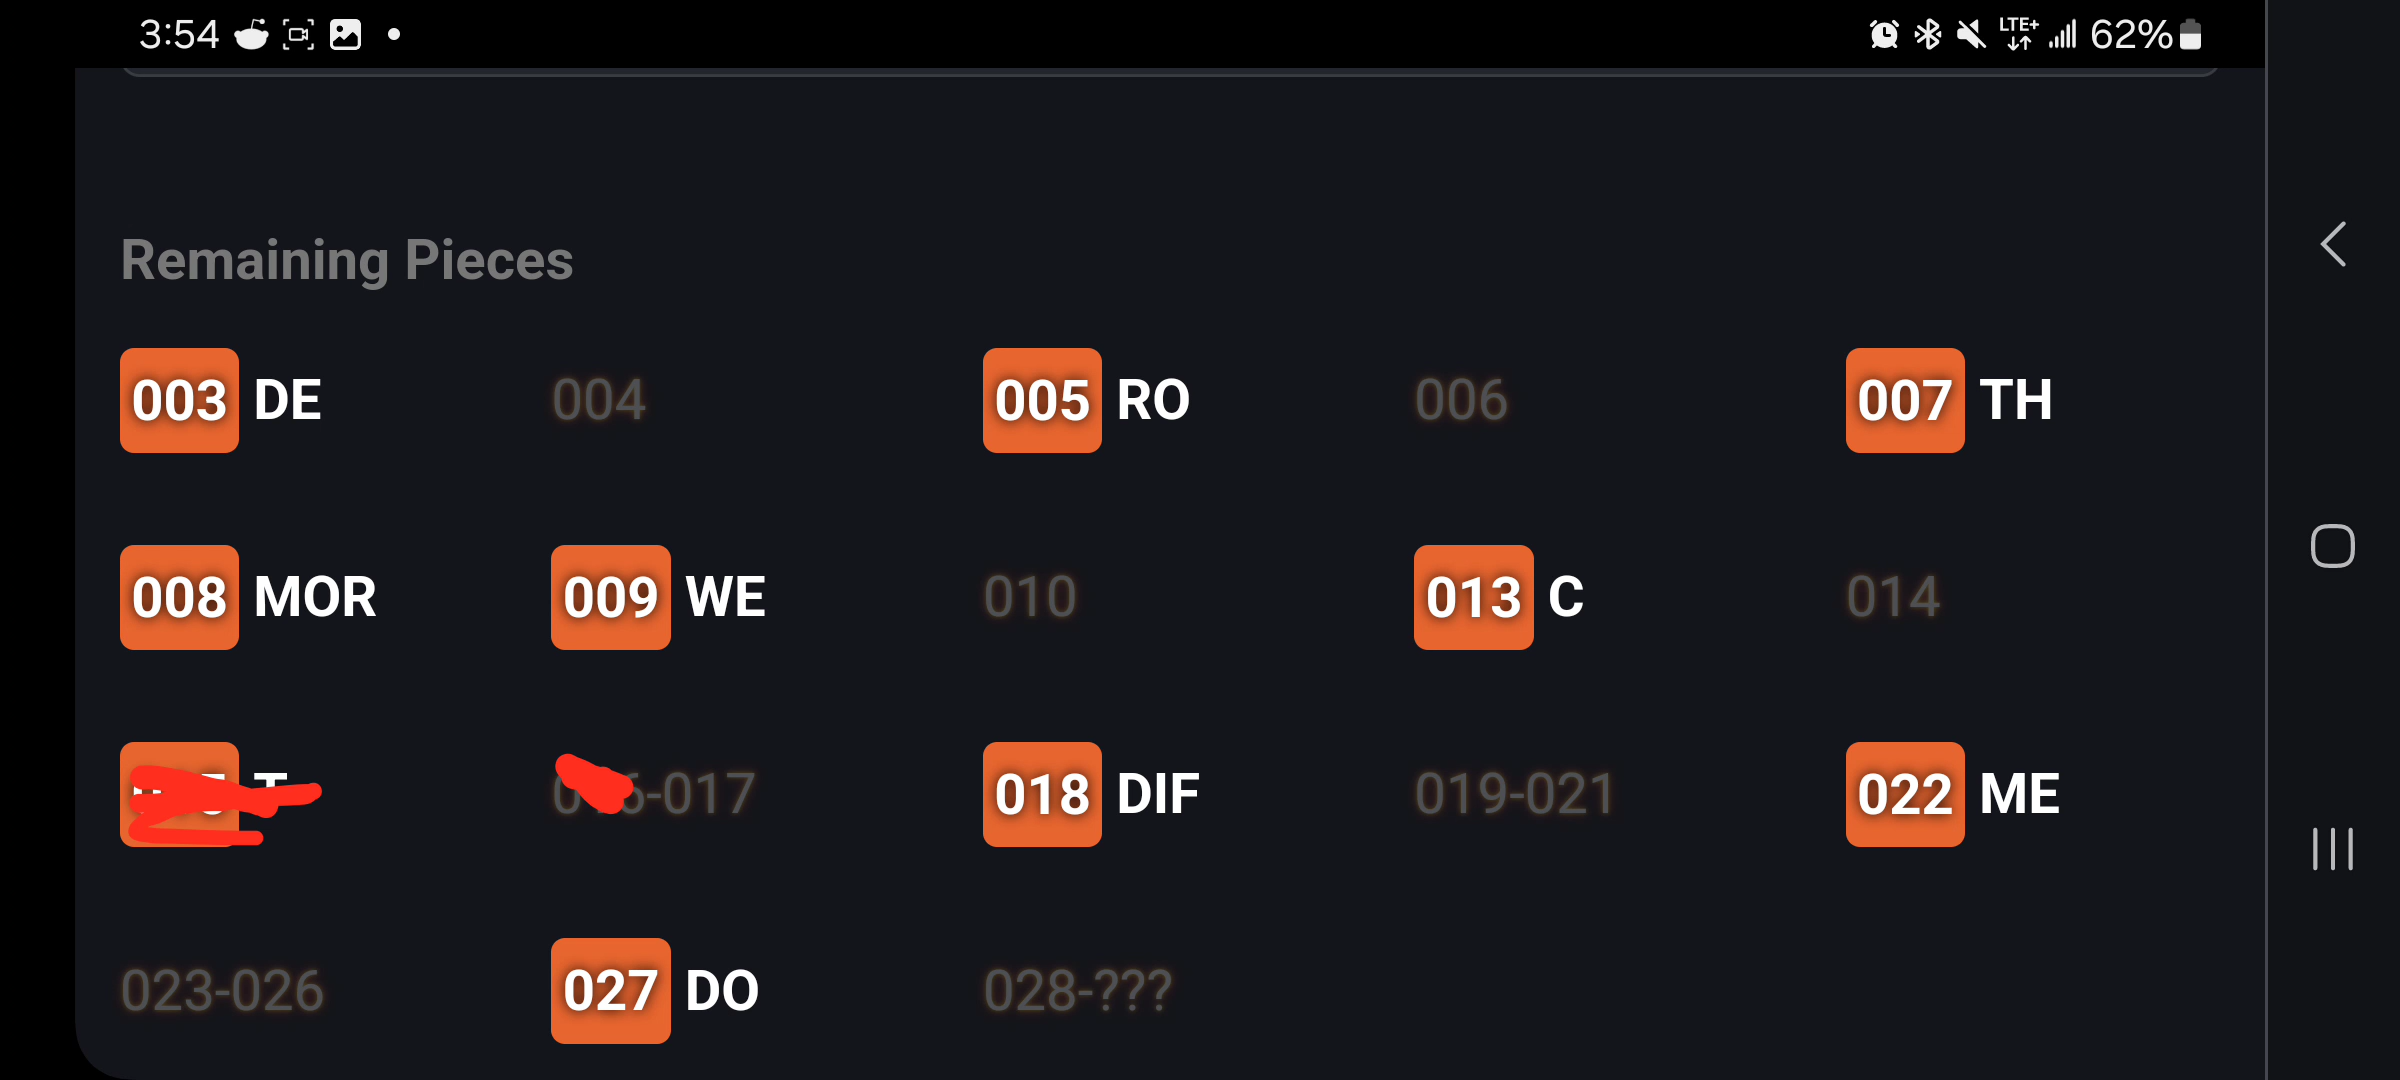 3:54 LTE+ 62%
Remaining Pieces
003 DE 004 005 RO 006 007 TH
008 MOR 009 WE 010 013 C 014
-017 018 DIF 019-021 022 ME
023-026 027 DO 028-???